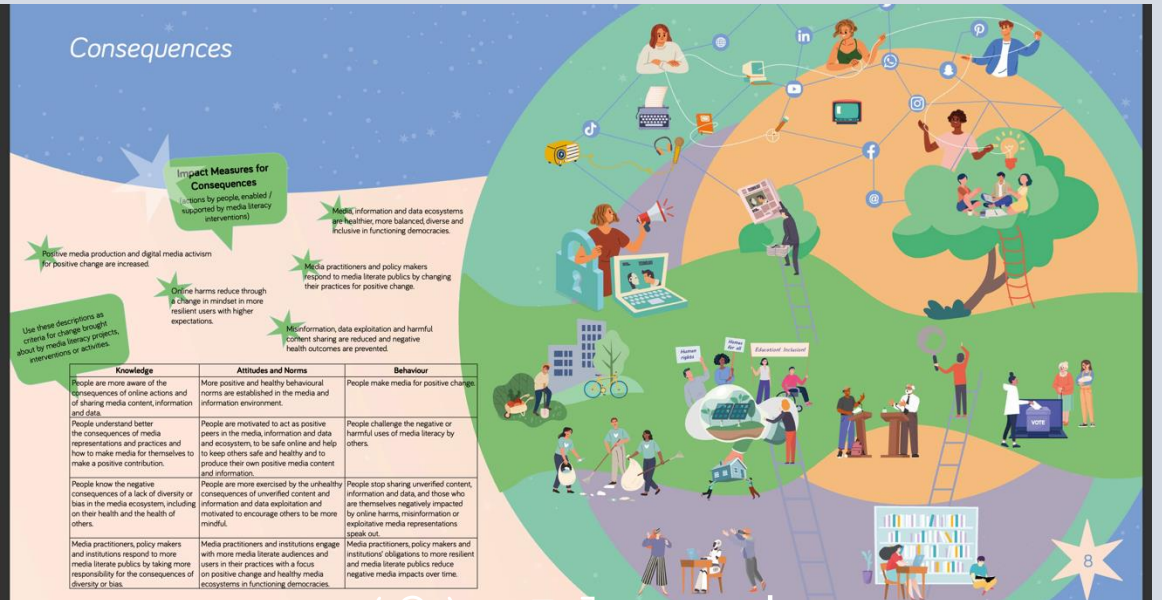 Consequences
Impact Measures for
Consequences
(actions by people, enabled /
supported by media literacy
interventions)
Media, information and data ecosystems
are healthier, more balanced, diverse and
inclusive in functioning democracies.
Positive media production and digital media activism
for positive change are increased.
Media practitioners and policy makers
respond to media literate publics by changing
their practices for positive change.
Online harms reduce through
a change in mindset in more
resilient users with higher
expectations.
Misinformation, data exploitation and harmful
content sharing are reduced and negative
health outcomes are prevented.
Use these descriptions as
criteria for change brought
about by media literacy projects,
interventions or activities.
Knowledge
Attitudes and Norms
Behaviour
People are more aware of the
consequences of online actions and
of sharing media content, information
and data.
More positive and healthy behavioural
norms are established in the media and
information environment.
People make media for positive change.
People understand better
the consequences of media
representations and practices and
how to make media for themselves to
make a positive contribution.
People are motivated to act as positive
peers in the media, information and data
and ecosystem, to be safe online and help
to keep others safe and healthy and to
produce their own positive media content
and information.
People challenge the negative or
harmful uses of media literacy by
others.
People know the negative
consequences of a lack of diversity or
bias in the media ecosystem, including
on their health and the health of
others.
People are more exercised by the unhealthy
consequences of unverified content and
information and data exploitation and
motivated to encourage others to be more
mindful.
People stop sharing unverified content,
information and data, and those who
are themselves negatively impacted
by online harms, misinformation or
exploitative media representations
speak out.
Media practitioners, policy makers
and institutions respond to more
media literate publics by taking more
responsibility for the consequences of
diversity or bias.
Media practitioners and institutions engage
with more media literate audiences and
users in their practices with a focus
on positive change and healthy media
ecosystems in functioning democracies.
Media practitioners, policy makers and
institutions' obligations to more resilient
and media literate publics reduce
negative media impacts over time.
in
Human
rights
for all
Education! Inclusion!
VOTE
8